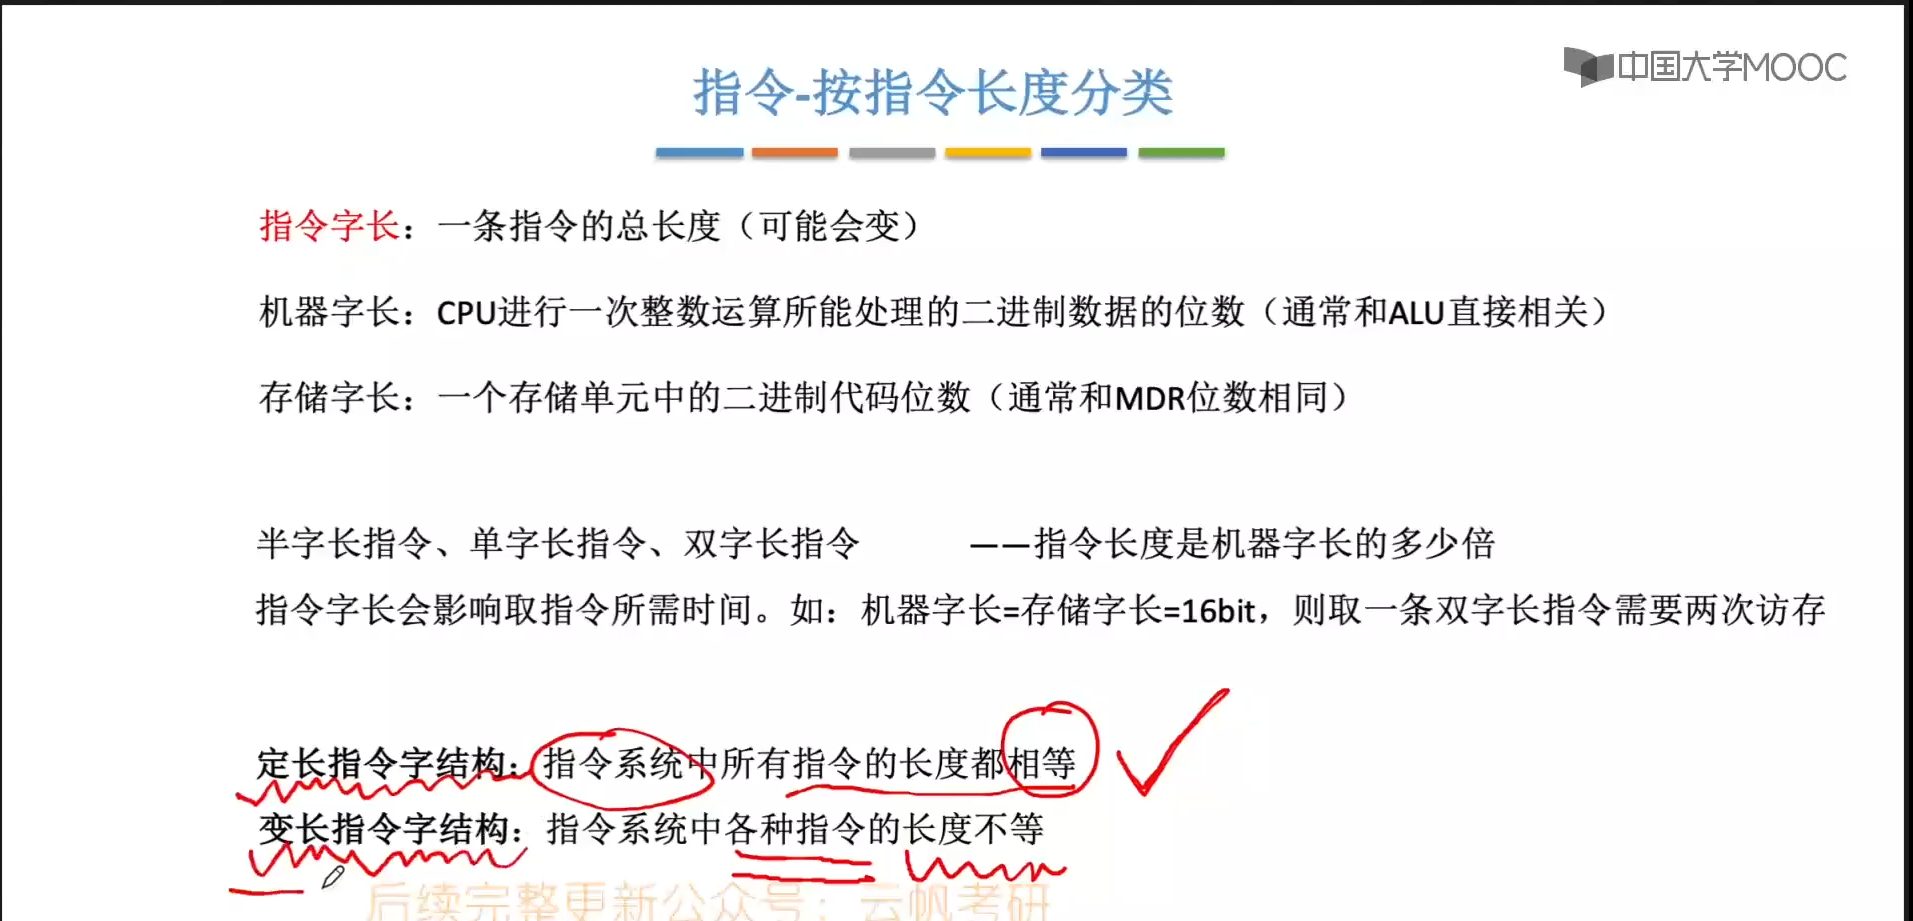 中国大学MOOC
指令-按指令长度分类
指令字长：一条指令的总长度（可能会变）
机器字长：CPU进行一次整数运算所能处理的二进制数据的位数（通常和ALU直接相关）
存储字长：一个存储单元中的二进制代码位数（通常和MDR位数相同）
半字长指令、单字长指令、双字长指令 ——指令长度是机器字长的多少倍
指令字长会影响取指令所需时间。如：机器字长=存储字长=16bit，则取一条双字长指令需要两次访存
定长指令字结构：指令系统中所有指令的长度都相等
变长指令字结构：指令系统中各种指令的长度不等
后续完整更新公众号：云帆考研